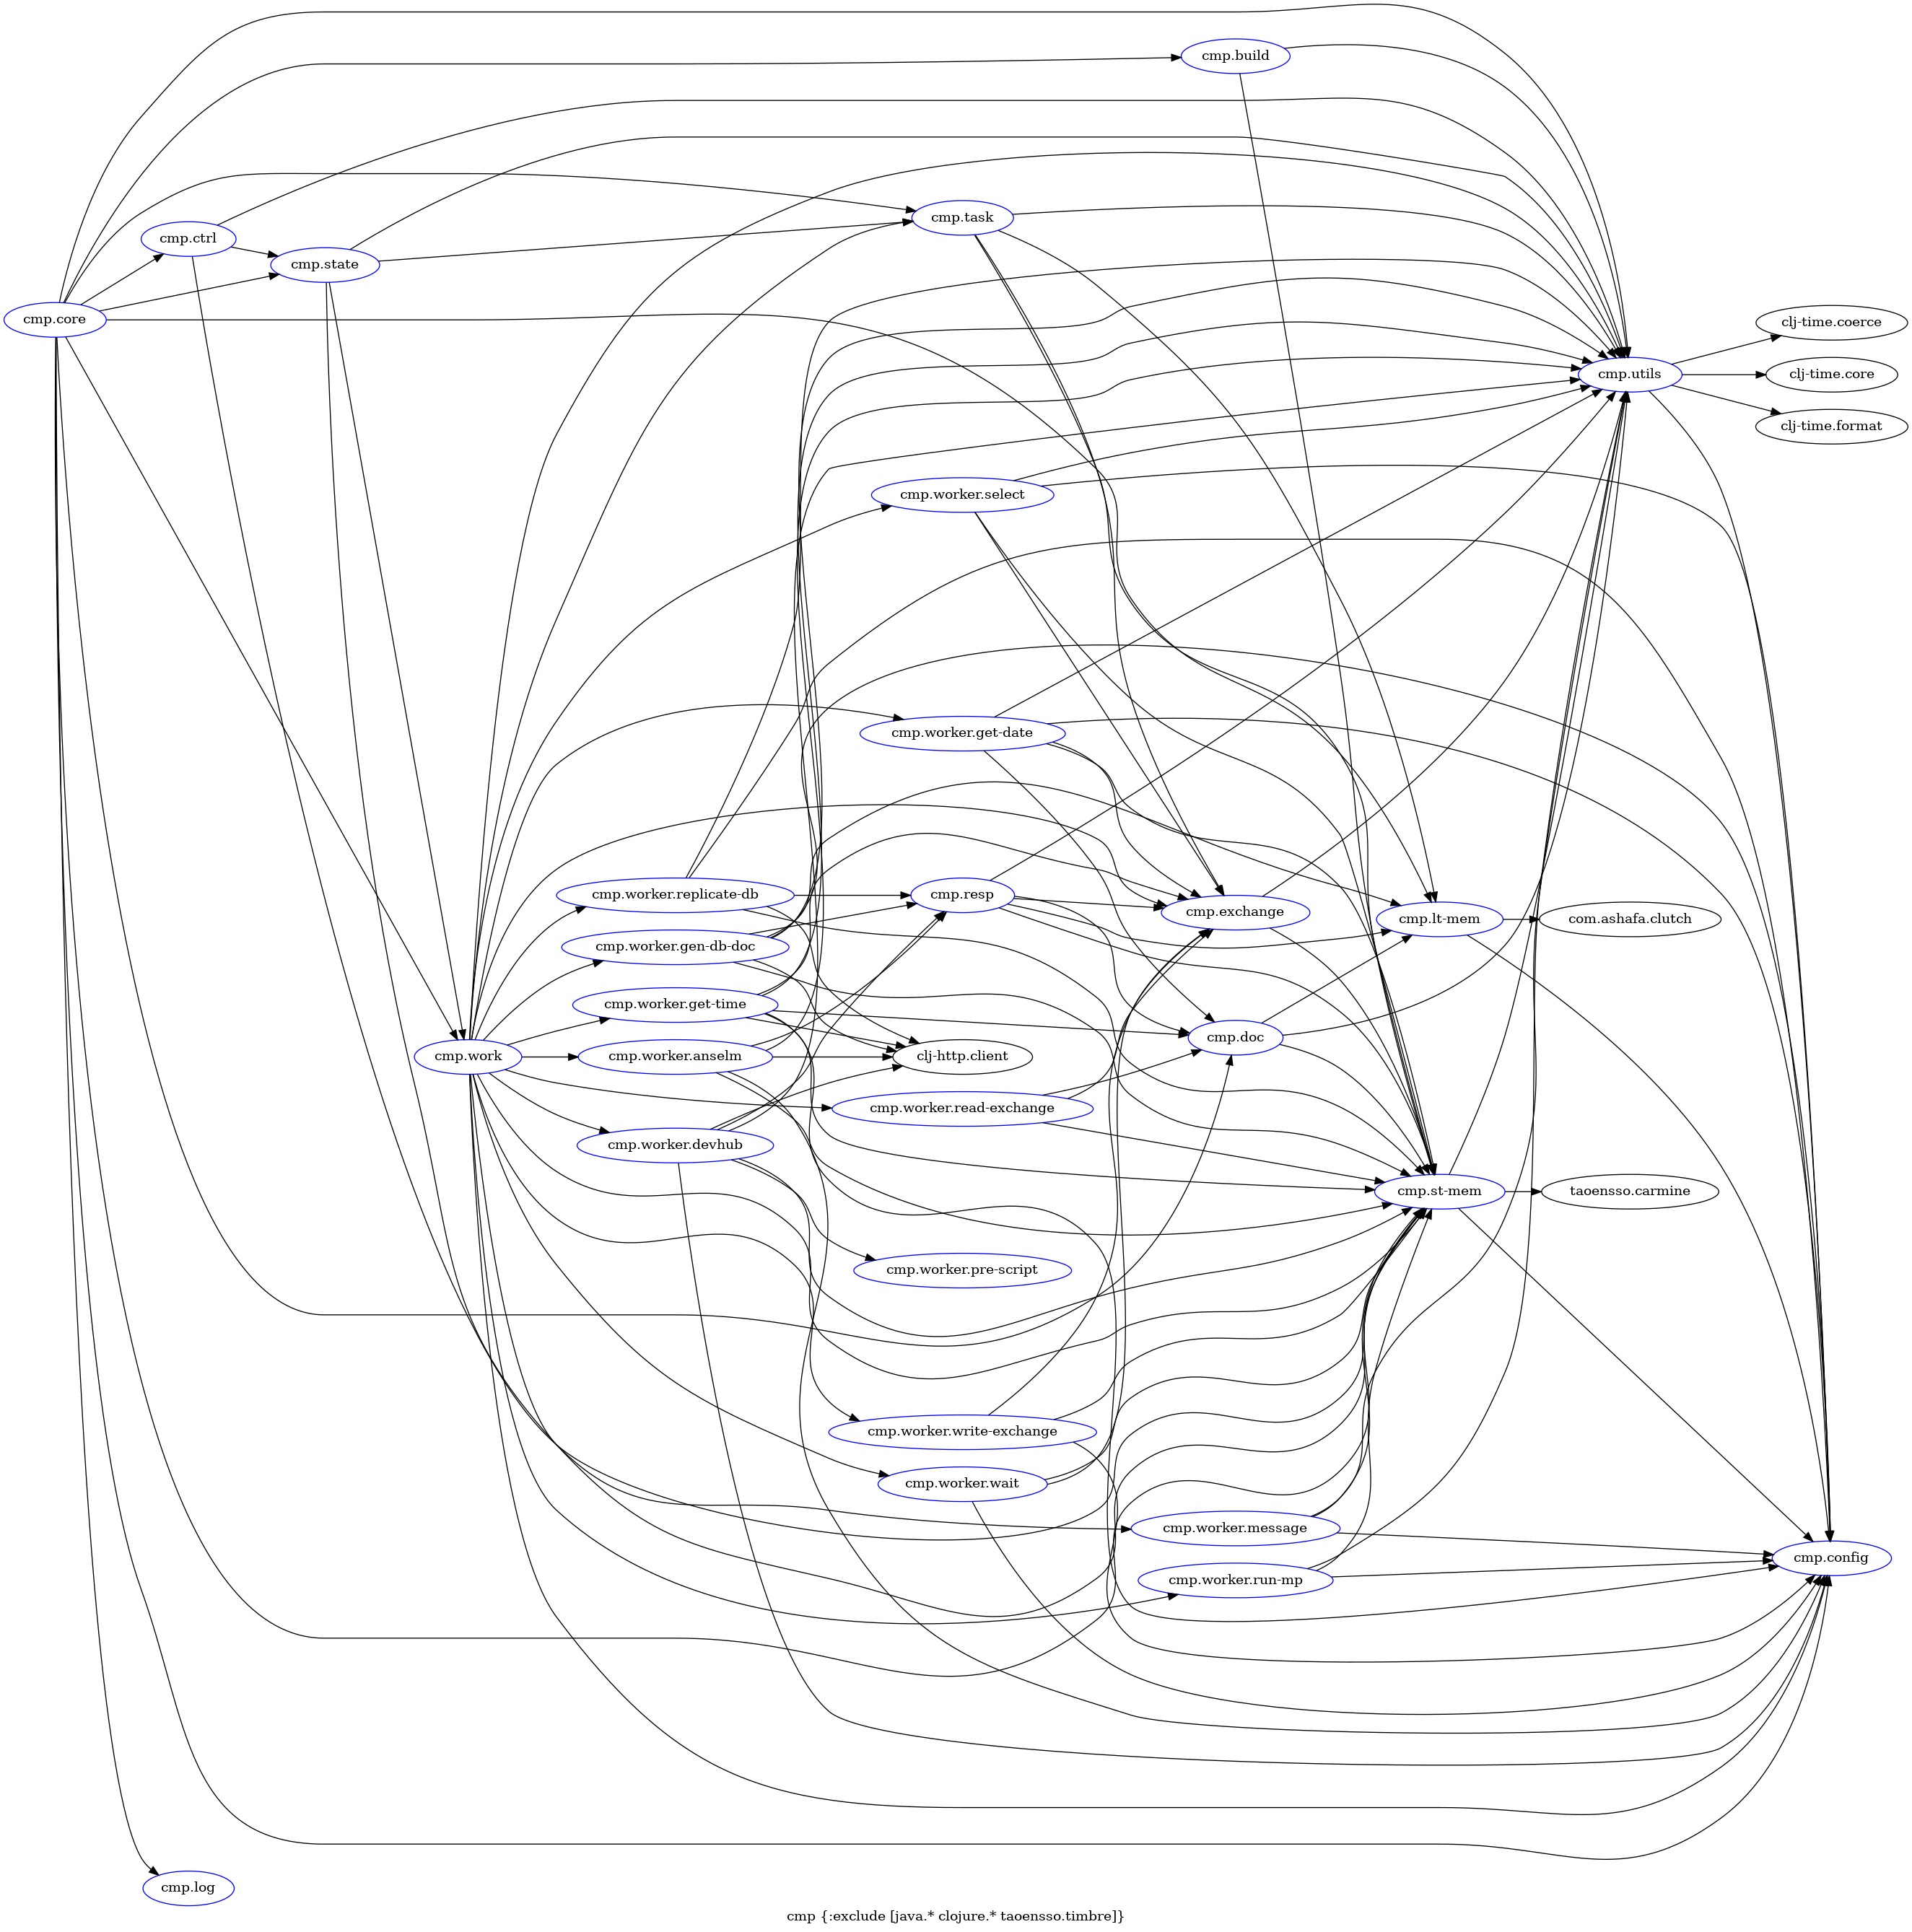 cmp.build
cmp.task
cmp.ctrl
cmp.state
cmp.core
clj-time.coerce
cmp.utils
clj-time.core
clj-time.format
cmp.worker.select
cmp.worker.get-date
cmp.worker.replicate-db
cmp.resp
cmp.exchange
cmp.lt-mem
com.ashafa.clutch
cmp.worker.gen-db-doc
cmp.worker.get-time
cmp.doc
cmp.work
cmp.worker.anselm
clj-http.client
cmp.worker.read-exchange
cmp.worker.devhub
cmp.st-mem
taoensso.carmine
cmp.worker.pre-script
cmp.worker.write-exchange
cmp.worker.wait
cmp.worker.message
cmp.config
cmp.worker.run-mp
cmp.log
cmp {:exclude [java.* clojure.* taoensso.timbre]}